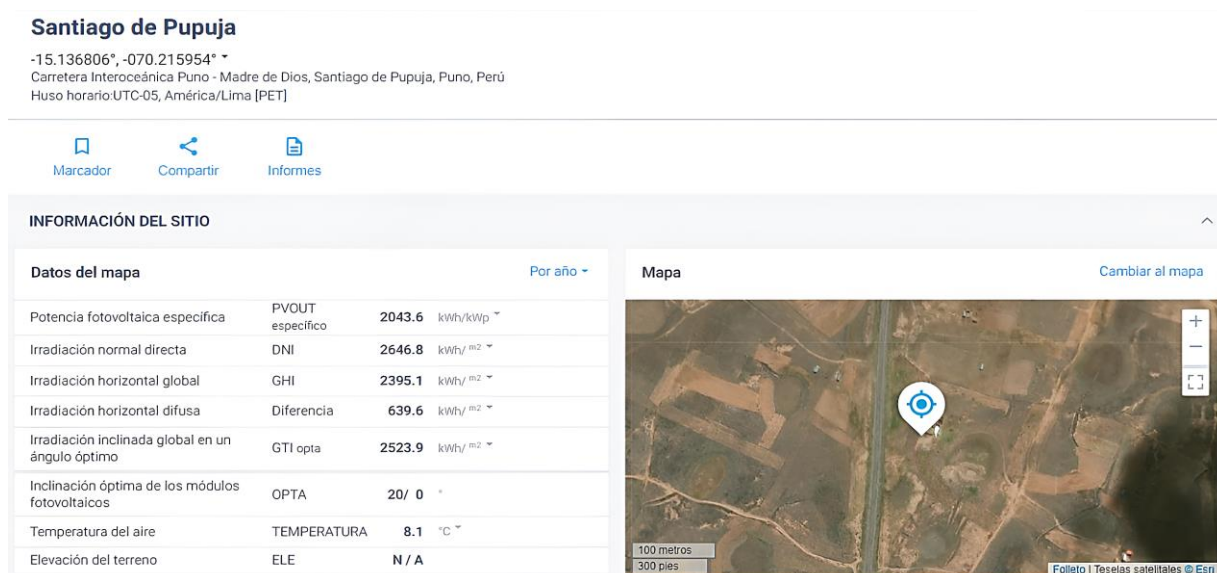 Santiago de Pupuja
-15.136806°, -070.215954°
Carretera Interoceánica Puno - Madre de Dios, Santiago de Pupuja, Puno, Perú
Huso horario:UTC-05, América/Lima [PET]
Marcador Compartir Informes
INFORMACIÓN DEL SITIO
Datos del mapa Por año
Potencia fotovoltaica específica PVOUT específico 2043.6 kWh/kWp
Irradiación normal directa DNI 2646.8 kWh/ m2
Irradiación horizontal global GHI 2395.1 kWh/ m2
Irradiación horizontal difusa Diferencia 639.6 kWh/ m2
Irradiación inclinada global en un
ángulo óptimo GTI opta 2523.9 kWh/ m2
Inclinación óptima de los módulos
fotovoltaicos OPTA 20/ 0 °
Temperatura del aire TEMPERATURA 8.1 °C
Elevación del terreno ELE N / A
Mapa Cambiar al mapa
+
−
100 metros
300 pies
Folleto | Teselas satelitales © Esri